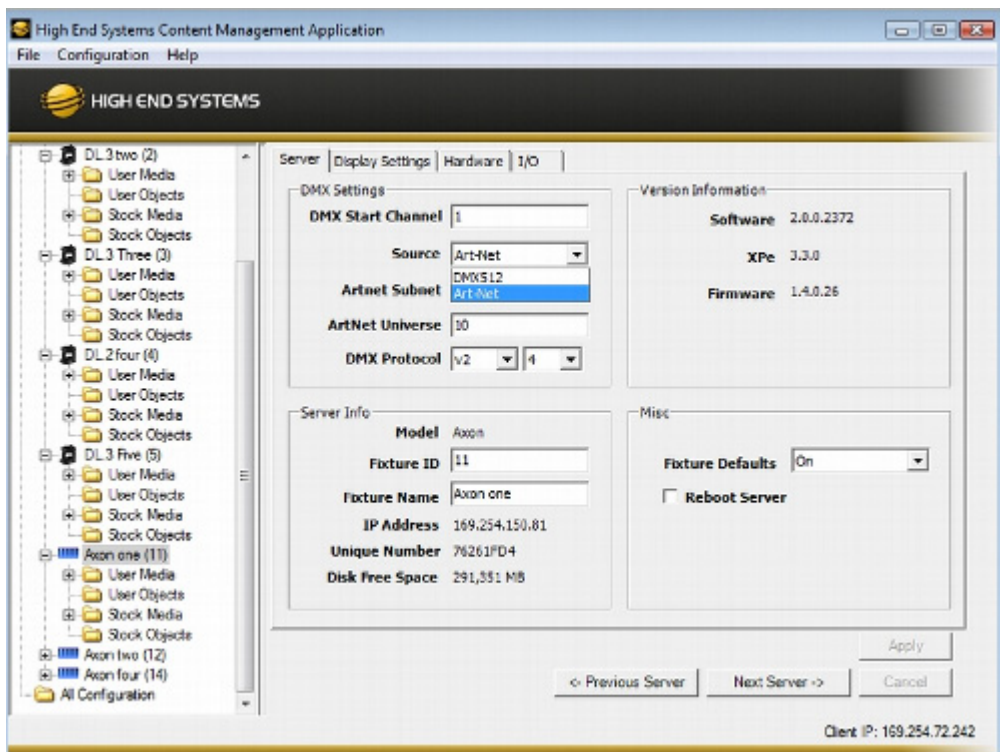 High End Systems Content Management Application
File Configuration Help
HIGH END SYSTEMS
DL.3 two (2)
User Media
User Objects
Stock Media
Stock Objects
DL.3 Three (3)
User Media
User Objects
Stock Media
Stock Objects
DL.2 four (4)
User Media
User Objects
Stock Media
Stock Objects
DL.3 Five (5)
User Media
User Objects
Stock Media
Stock Objects
Axon one (11)
User Media
User Objects
Stock Media
Stock Objects
Axon two (12)
Axon four (14)
All Configuration
Server Display Settings Hardware I/O
DMX Settings
DMX Start Channel 1
Source Art-Net
DMX512
Artnet Subnet Art-Net
ArtNet Universe 10
DMX Protocol v2 4
Version Information
Software 2.0.0.2372
XPe 3.3.0
Firmware 1.4.0.26
Server Info
Model Axon
Fixture ID 11
Fixture Name Axon one
IP Address 169.254.150.81
Unique Number 76261FD4
Disk Free Space 291,351 MB
Misc
Fixture Defaults On
Reboot Server
Apply
<- Previous Server Next Server -> Cancel
Client IP: 169.254.72.242